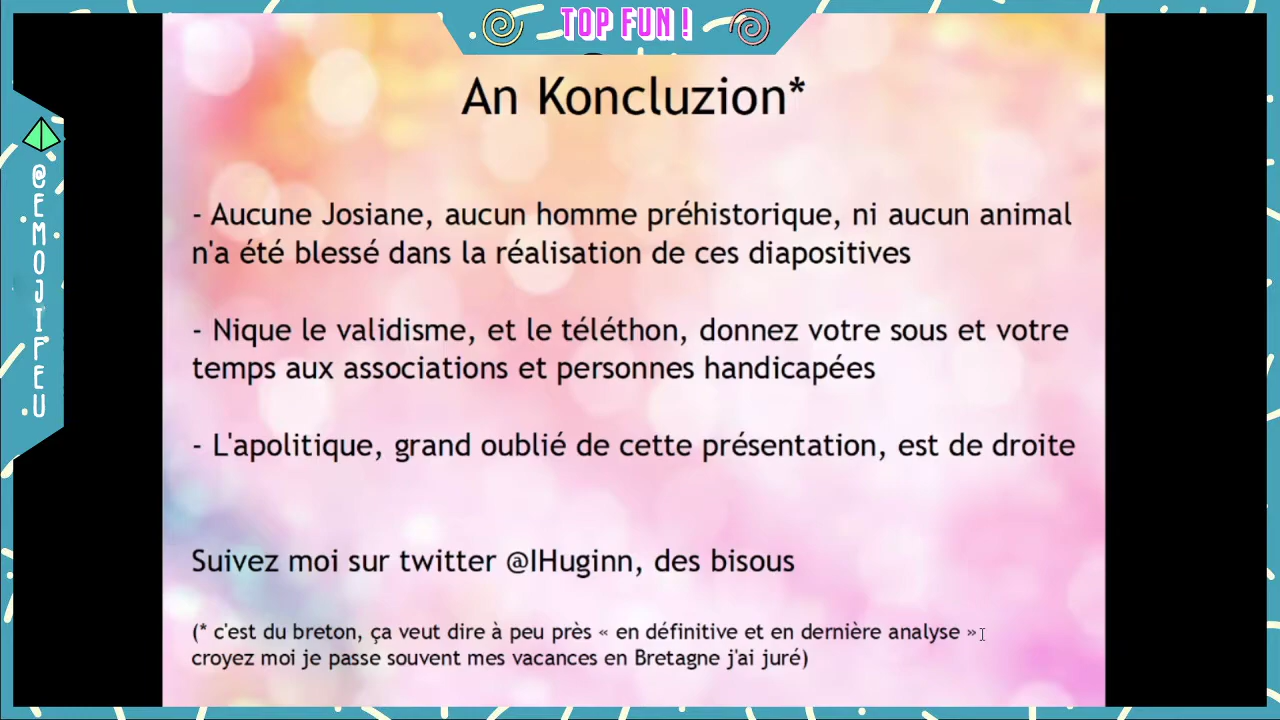 TOP FUN !
@EMOJIFEU
An Koncluzion*
- Aucune Josiane, aucun homme préhistorique, ni aucun animal
n'a été blessé dans la réalisation de ces diapositives
- Nique le validisme, et le téléthon, donnez votre sous et votre
temps aux associations et personnes handicapées
- L'apolitique, grand oublié de cette présentation, est de droite
Suivez moi sur twitter @IHuginn, des bisous
(* c'est du breton, ça veut dire à peu près « en définitive et en dernière analyse »
croyez moi je passe souvent mes vacances en Bretagne j'ai juré)